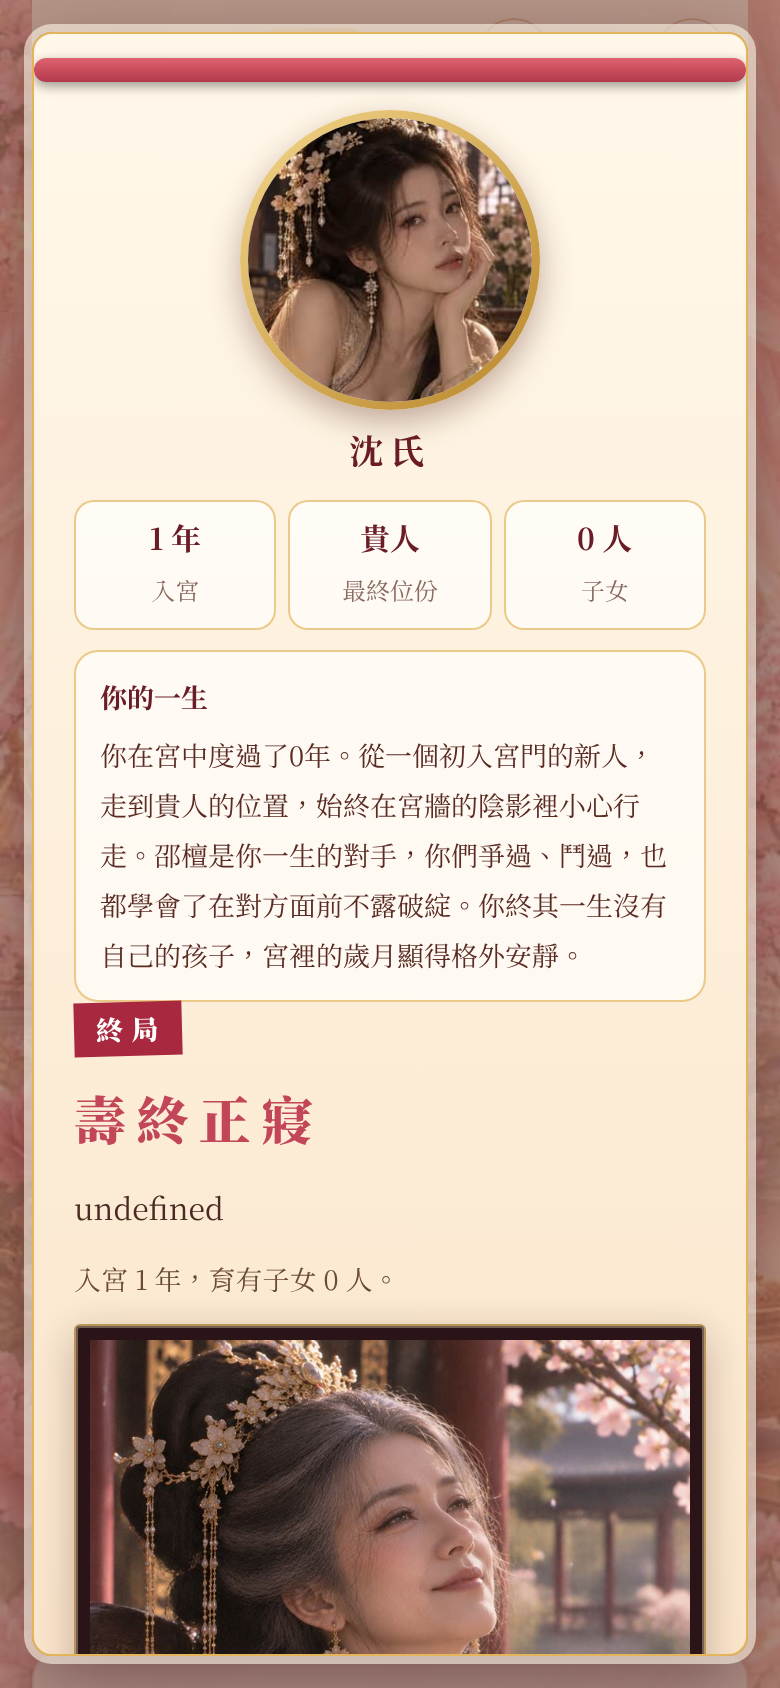 沈氏
1 年
入宮
貴人
最終位份
0 人
子女
你的一生
你在宮中度過了0年。從一個初入宮門的新人，
走到貴人的位置，始終在宮牆的陰影裡小心行
走。邵檀是你一生的對手，你們爭過、鬥過，也
都學會了在對方面前不露破綻。你終其一生沒有
自己的孩子，宮裡的歲月顯得格外安靜。
終局
壽終正寢
undefined
入宮 1 年，育有子女 0 人。